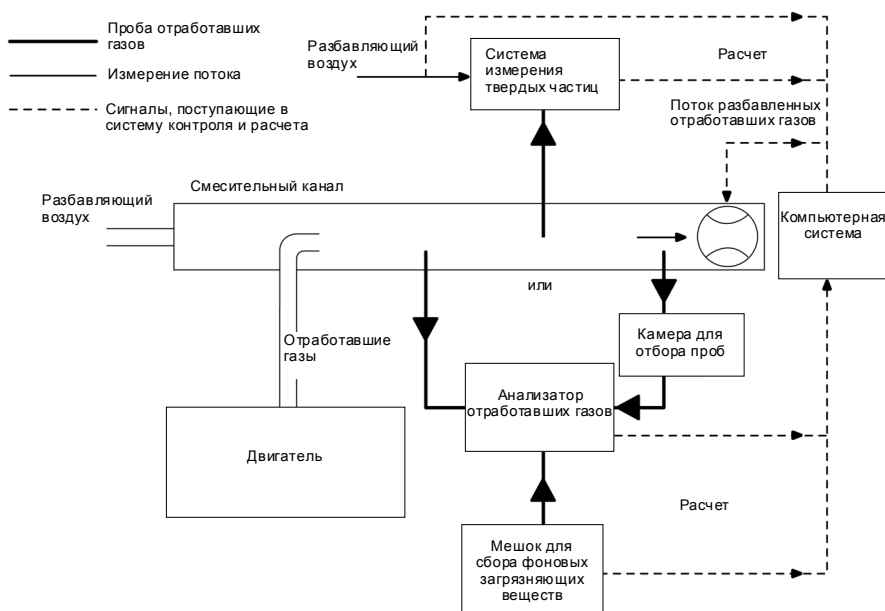 Проба отработавших
газов
Измерение потока
Сигналы, поступающие в
систему контроля и расчета
Разбавляющий
воздух
Система
измерения
твердых частиц
Расчет
Поток разбавленных
отработавших газов
Разбавляющий
воздух
Смесительный канал
Компьютерная
система
или
Отработавшие
газы
Камера для
отбора проб
Анализатор
отработавших газов
Двигатель
Расчет
Мешок для
сбора фоновых
загрязняющих
веществ